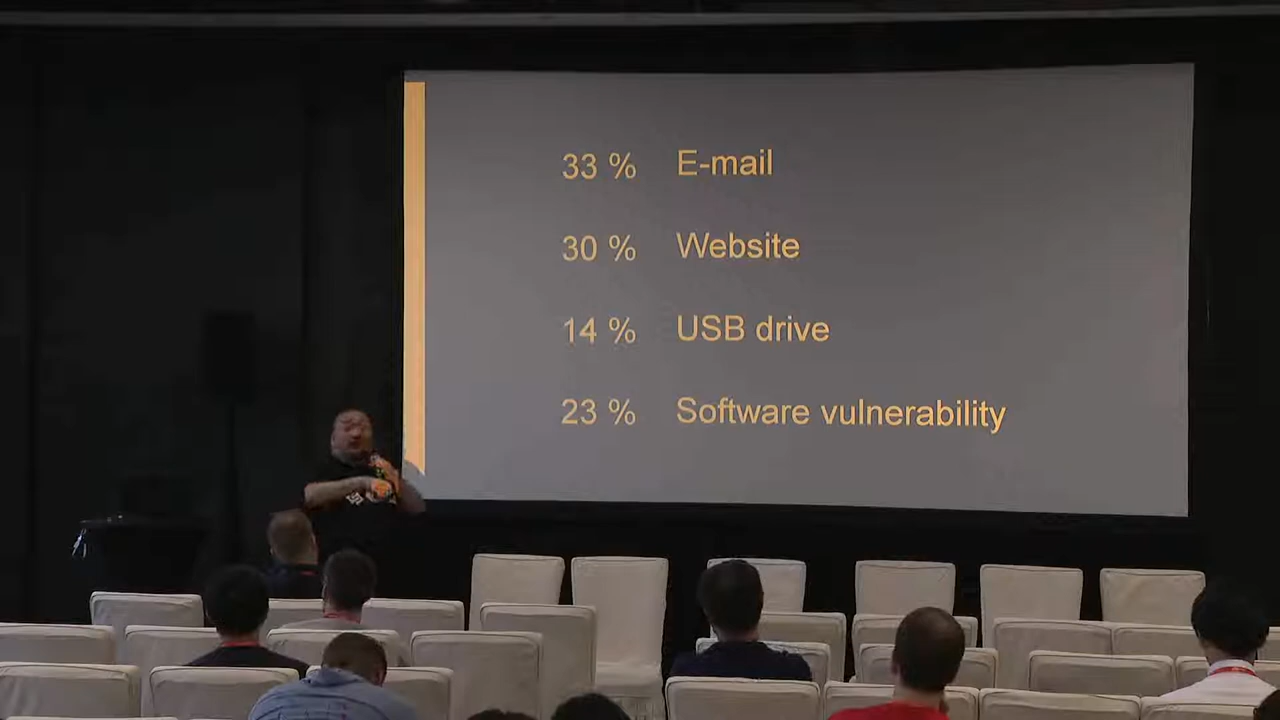 33 % E-mail
30 % Website
14 % USB drive
23 % Software vulnerability